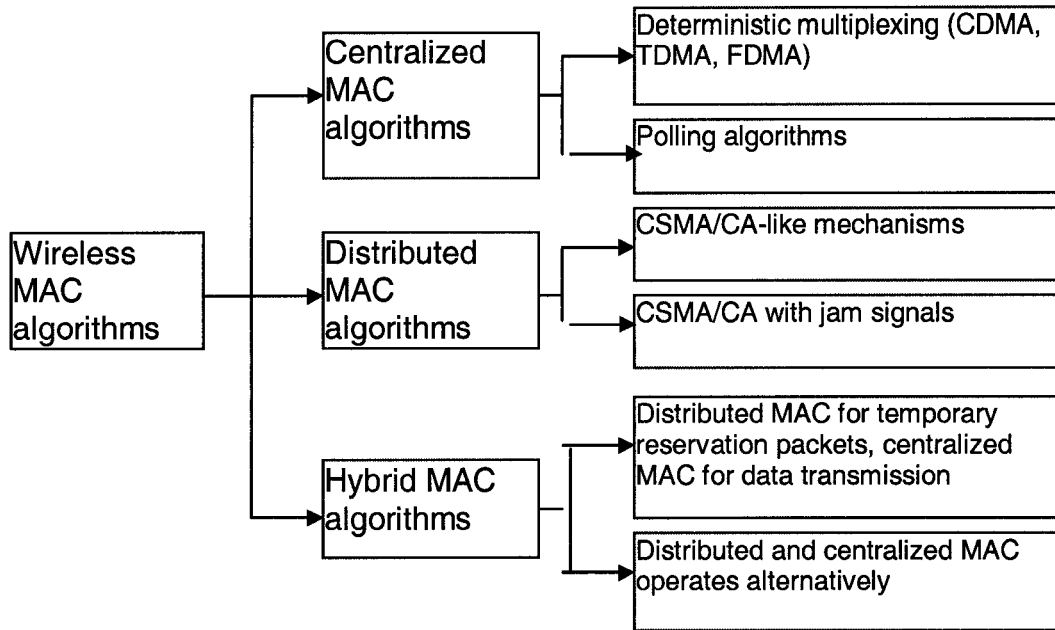 Wireless
MAC
algorithms
Centralized
MAC
algorithms
Deterministic multiplexing (CDMA,
TDMA, FDMA)
Polling algorithms
Distributed
MAC
algorithms
CSMA/CA-like mechanisms
CSMA/CA with jam signals
Hybrid MAC
algorithms
Distributed MAC for temporary
reservation packets, centralized
MAC for data transmission
Distributed and centralized MAC
operates alternatively